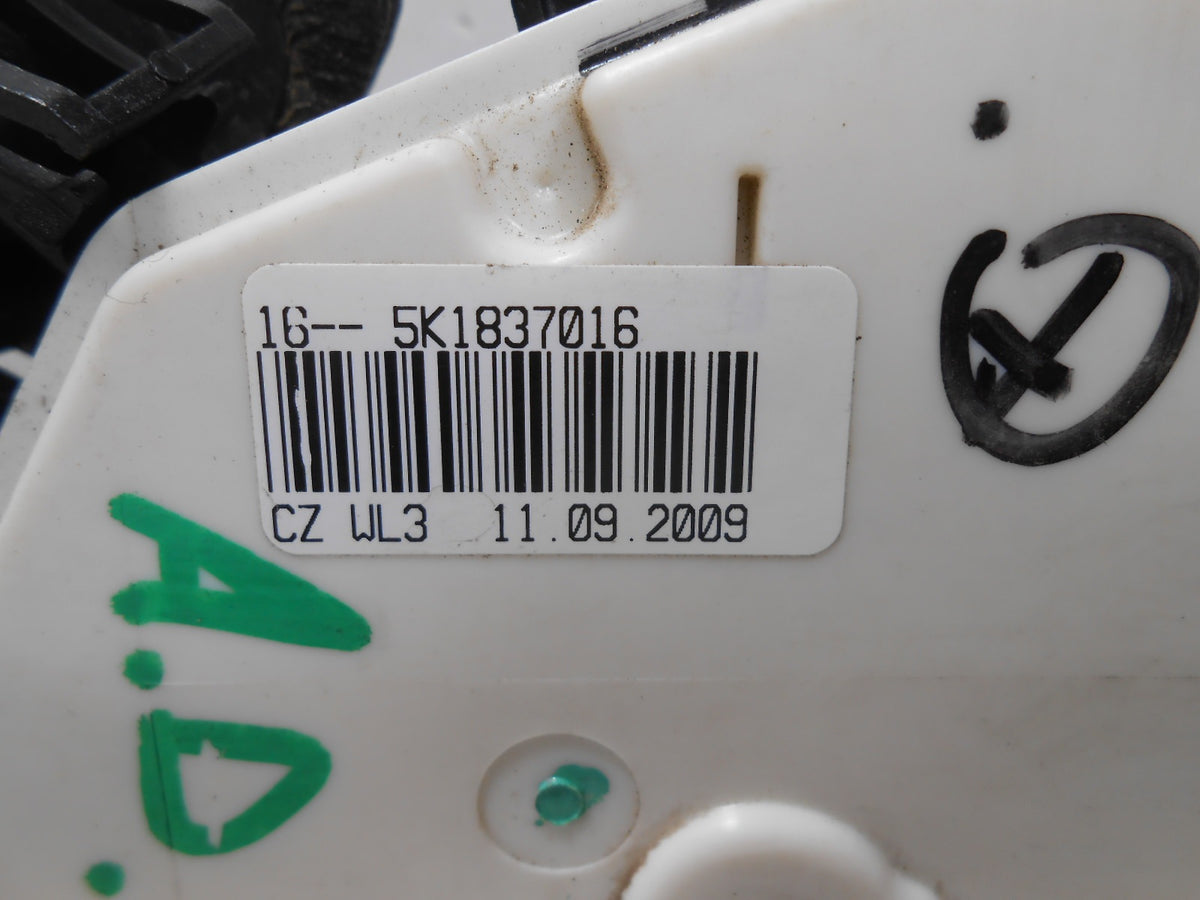 16-- 5K1837016
CZ WL3 11.09.2009
A.D.